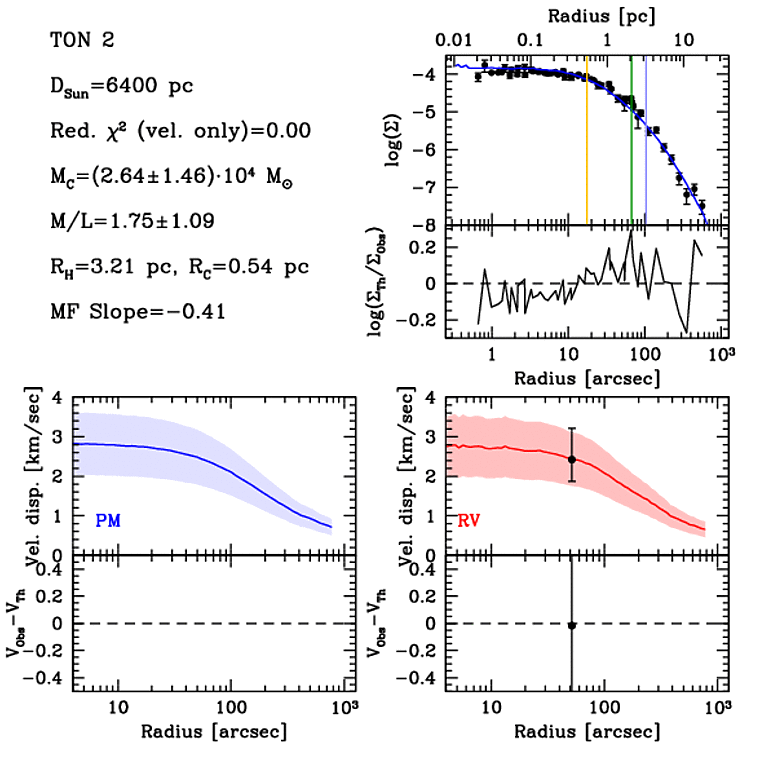 TON 2
D_Sun=6400 pc
Red. χ² (vel. only)=0.00
M_C=(2.64±1.46)·10⁴ M_⊙
M/L=1.75±1.09
R_H=3.21 pc, R_C=0.54 pc
MF Slope=−0.41
Radius [pc]
0.01 0.1 1 10
log(Σ)
−4
−5
−6
−7
−8
log(Σ_Th/Σ_Obs)
0.2
0
−0.2
1 10 100 10³
Radius [arcsec]
Vel. disp. [km/sec]
4
3
2
1
0
PM
V_Obs−V_Th
0.4
0.2
0
−0.2
−0.4
10 100 10³
Radius [arcsec]
Vel. disp. [km/sec]
4
3
2
1
0
RV
V_Obs−V_Th
0.4
0.2
0
−0.2
−0.4
10 100 10³
Radius [arcsec]